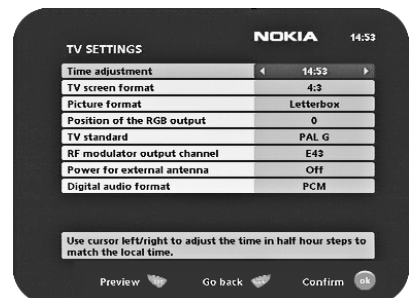 NOKIA 14:53
TV SETTINGS
Time adjustment 14:53
TV screen format 4:3
Picture format Letterbox
Position of the RGB output 0
TV standard PAL G
RF modulator output channel E43
Power for external antenna Off
Digital audio format PCM
Use cursor left/right to adjust the time in half hour steps to
match the local time.
Preview Go back Confirm ok